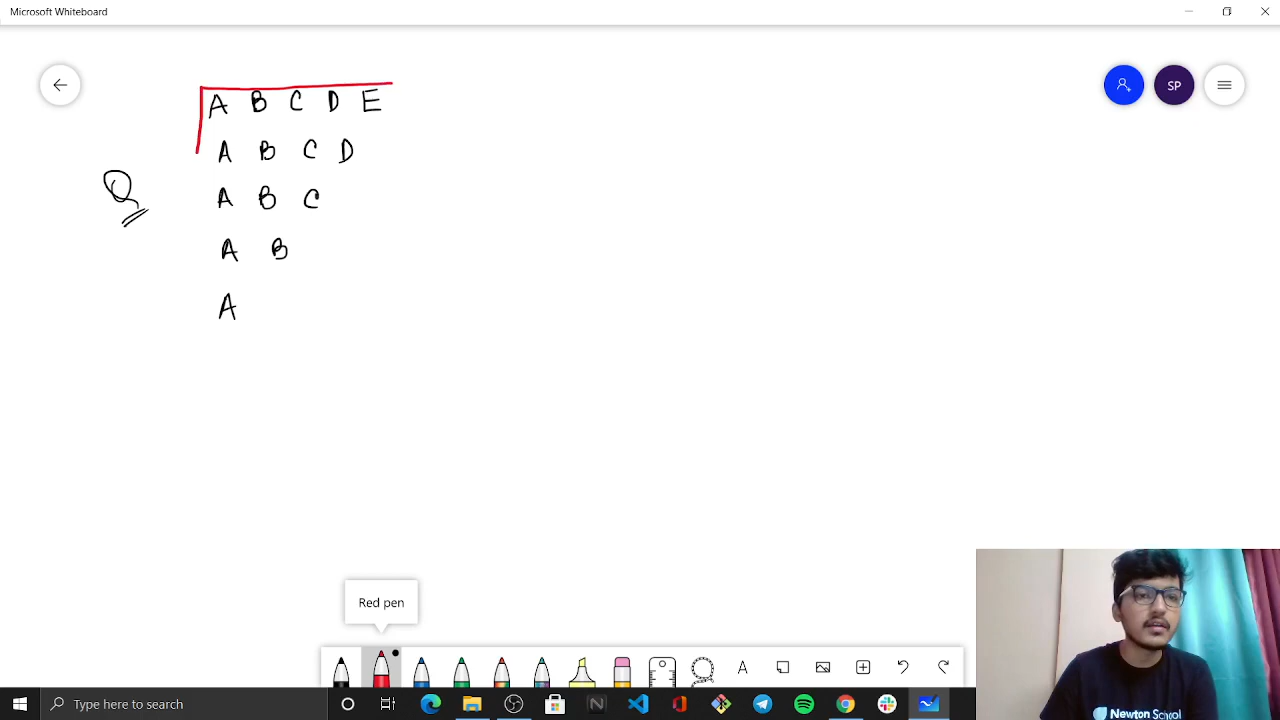 Microsoft Whiteboard
SP
A B C D E
A B C D
Q
A B C
A B
A
Red pen
A
Type here to search
Newton School